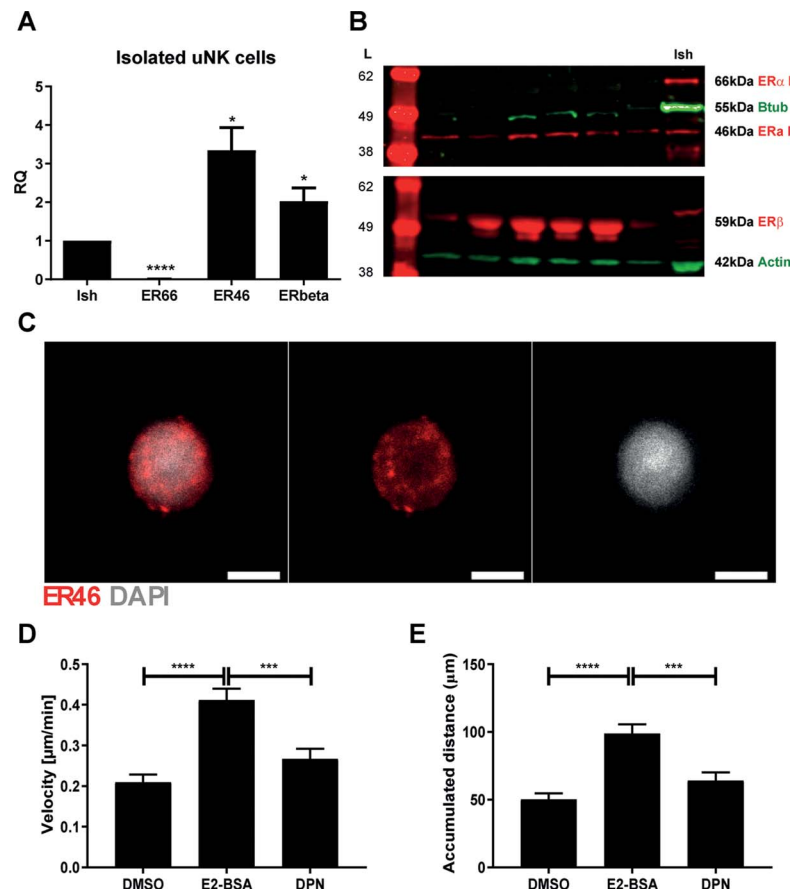 A
Isolated uNK cells
RQ
5
4
3
2
1
0
*
*
****
Ish
ER66
ER46
ERbeta
B
L
Ish
62
49
38
66kDa ERα
55kDa Btub
46kDa ERa
62
49
38
59kDa ERβ
42kDa Actin
C
ER46 DAPI
D
Velocity [µm/min]
0.5
0.4
0.3
0.2
0.1
0.0
****
***
DMSO
E2-BSA
DPN
E
Accumulated distance (µm)
150
100
50
0
****
***
DMSO
E2-BSA
DPN